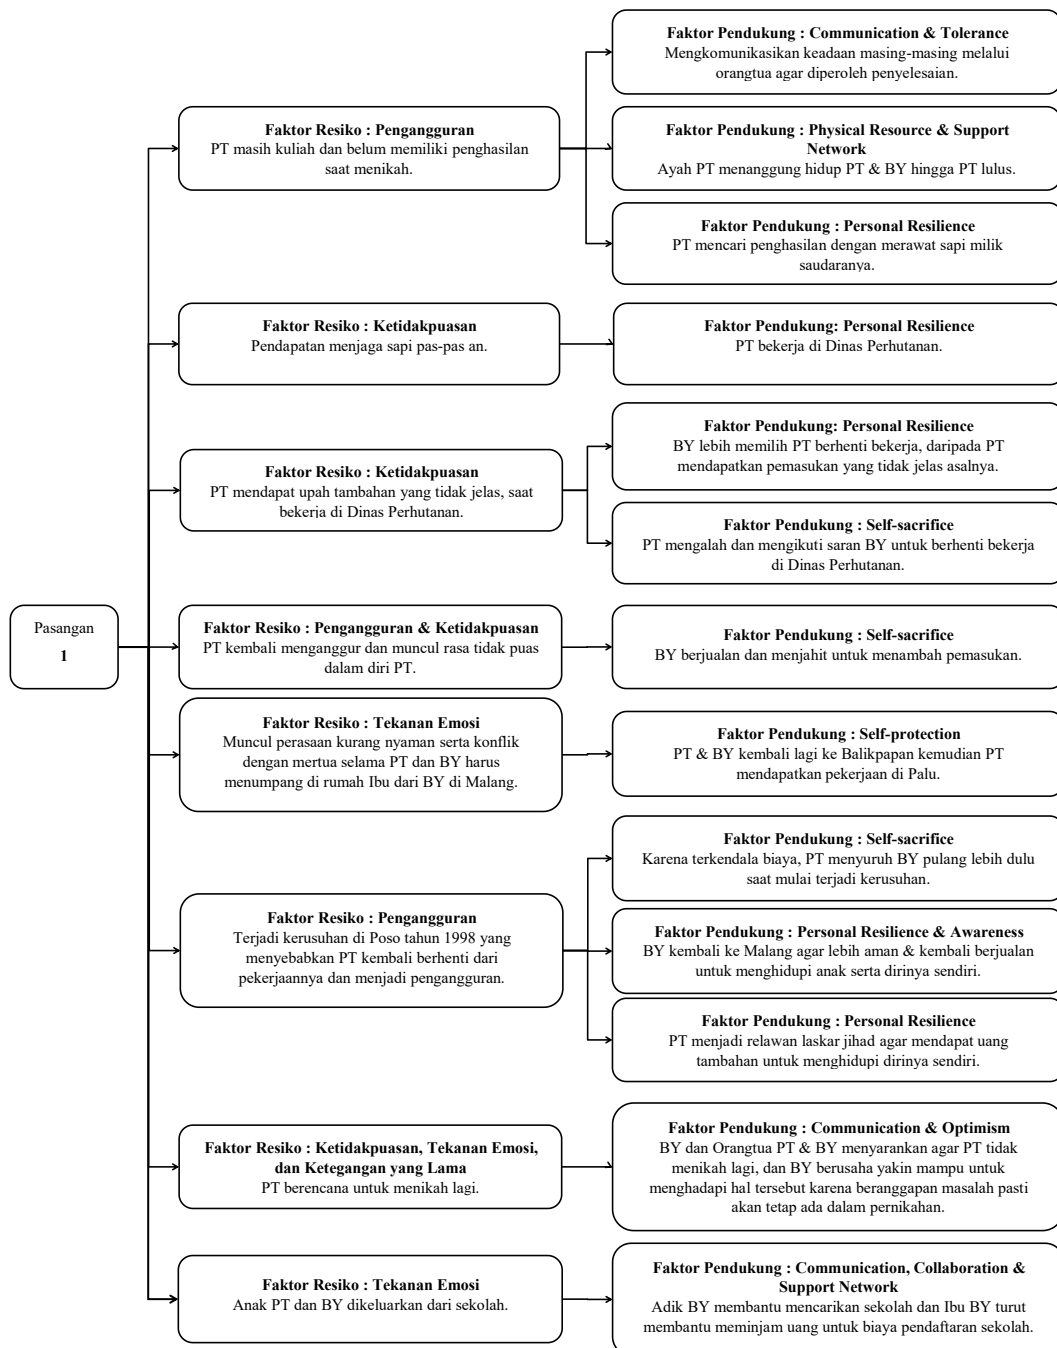 Pasangan
1
Faktor Resiko : Pengangguran
PT masih kuliah dan belum memiliki penghasilan
saat menikah.
Faktor Pendukung : Communication & Tolerance
Mengkomunikasikan keadaan masing-masing melalui
orangtua agar diperoleh penyelesaian.
Faktor Pendukung : Physical Resource & Support
Network
Ayah PT menanggung hidup PT & BY hingga PT lulus.
Faktor Pendukung : Personal Resilience
PT mencari penghasilan dengan merawat sapi milik
saudaranya.
Faktor Resiko : Ketidakpuasan
Pendapatan menjaga sapi pas-pas an.
Faktor Pendukung: Personal Resilience
PT bekerja di Dinas Perhutanan.
Faktor Resiko : Ketidakpuasan
PT mendapat upah tambahan yang tidak jelas, saat
bekerja di Dinas Perhutanan.
Faktor Pendukung: Personal Resilience
BY lebih memilih PT berhenti bekerja, daripada PT
mendapatkan pemasukan yang tidak jelas asalnya.
Faktor Pendukung : Self-sacrifice
PT mengalah dan mengikuti saran BY untuk berhenti bekerja
di Dinas Perhutanan.
Faktor Resiko : Pengangguran & Ketidakpuasan
PT kembali menganggur dan muncul rasa tidak puas
dalam diri PT.
Faktor Pendukung : Self-sacrifice
BY berjualan dan menjahit untuk menambah pemasukan.
Faktor Resiko : Tekanan Emosi
Muncul perasaan kurang nyaman serta konflik
dengan mertua selama PT dan BY harus
menumpang di rumah Ibu dari BY di Malang.
Faktor Pendukung : Self-protection
PT & BY kembali lagi ke Balikpapan kemudian PT
mendapatkan pekerjaan di Palu.
Faktor Resiko : Pengangguran
Terjadi kerusuhan di Poso tahun 1998 yang
menyebabkan PT kembali berhenti dari
pekerjaannya dan menjadi pengangguran.
Faktor Pendukung : Self-sacrifice
Karena terkendala biaya, PT menyuruh BY pulang lebih dulu
saat mulai terjadi kerusuhan.
Faktor Pendukung : Personal Resilience & Awareness
BY kembali ke Malang agar lebih aman & kembali berjualan
untuk menghidupi anak serta dirinya sendiri.
Faktor Pendukung : Personal Resilience
PT menjadi relawan laskar jihad agar mendapat uang
tambahan untuk menghidupi dirinya sendiri.
Faktor Resiko : Ketidakpuasan, Tekanan Emosi,
dan Ketegangan yang Lama
PT berencana untuk menikah lagi.
Faktor Pendukung : Communication & Optimism
BY dan Orangtua PT & BY menyarankan agar PT tidak
menikah lagi, dan BY berusaha yakin mampu untuk
menghadapi hal tersebut karena beranggapan masalah pasti
akan tetap ada dalam pernikahan.
Faktor Resiko : Tekanan Emosi
Anak PT dan BY dikeluarkan dari sekolah.
Faktor Pendukung : Communication, Collaboration &
Support Network
Adik BY membantu mencarikan sekolah dan Ibu BY turut
membantu meminjam uang untuk biaya pendaftaran sekolah.